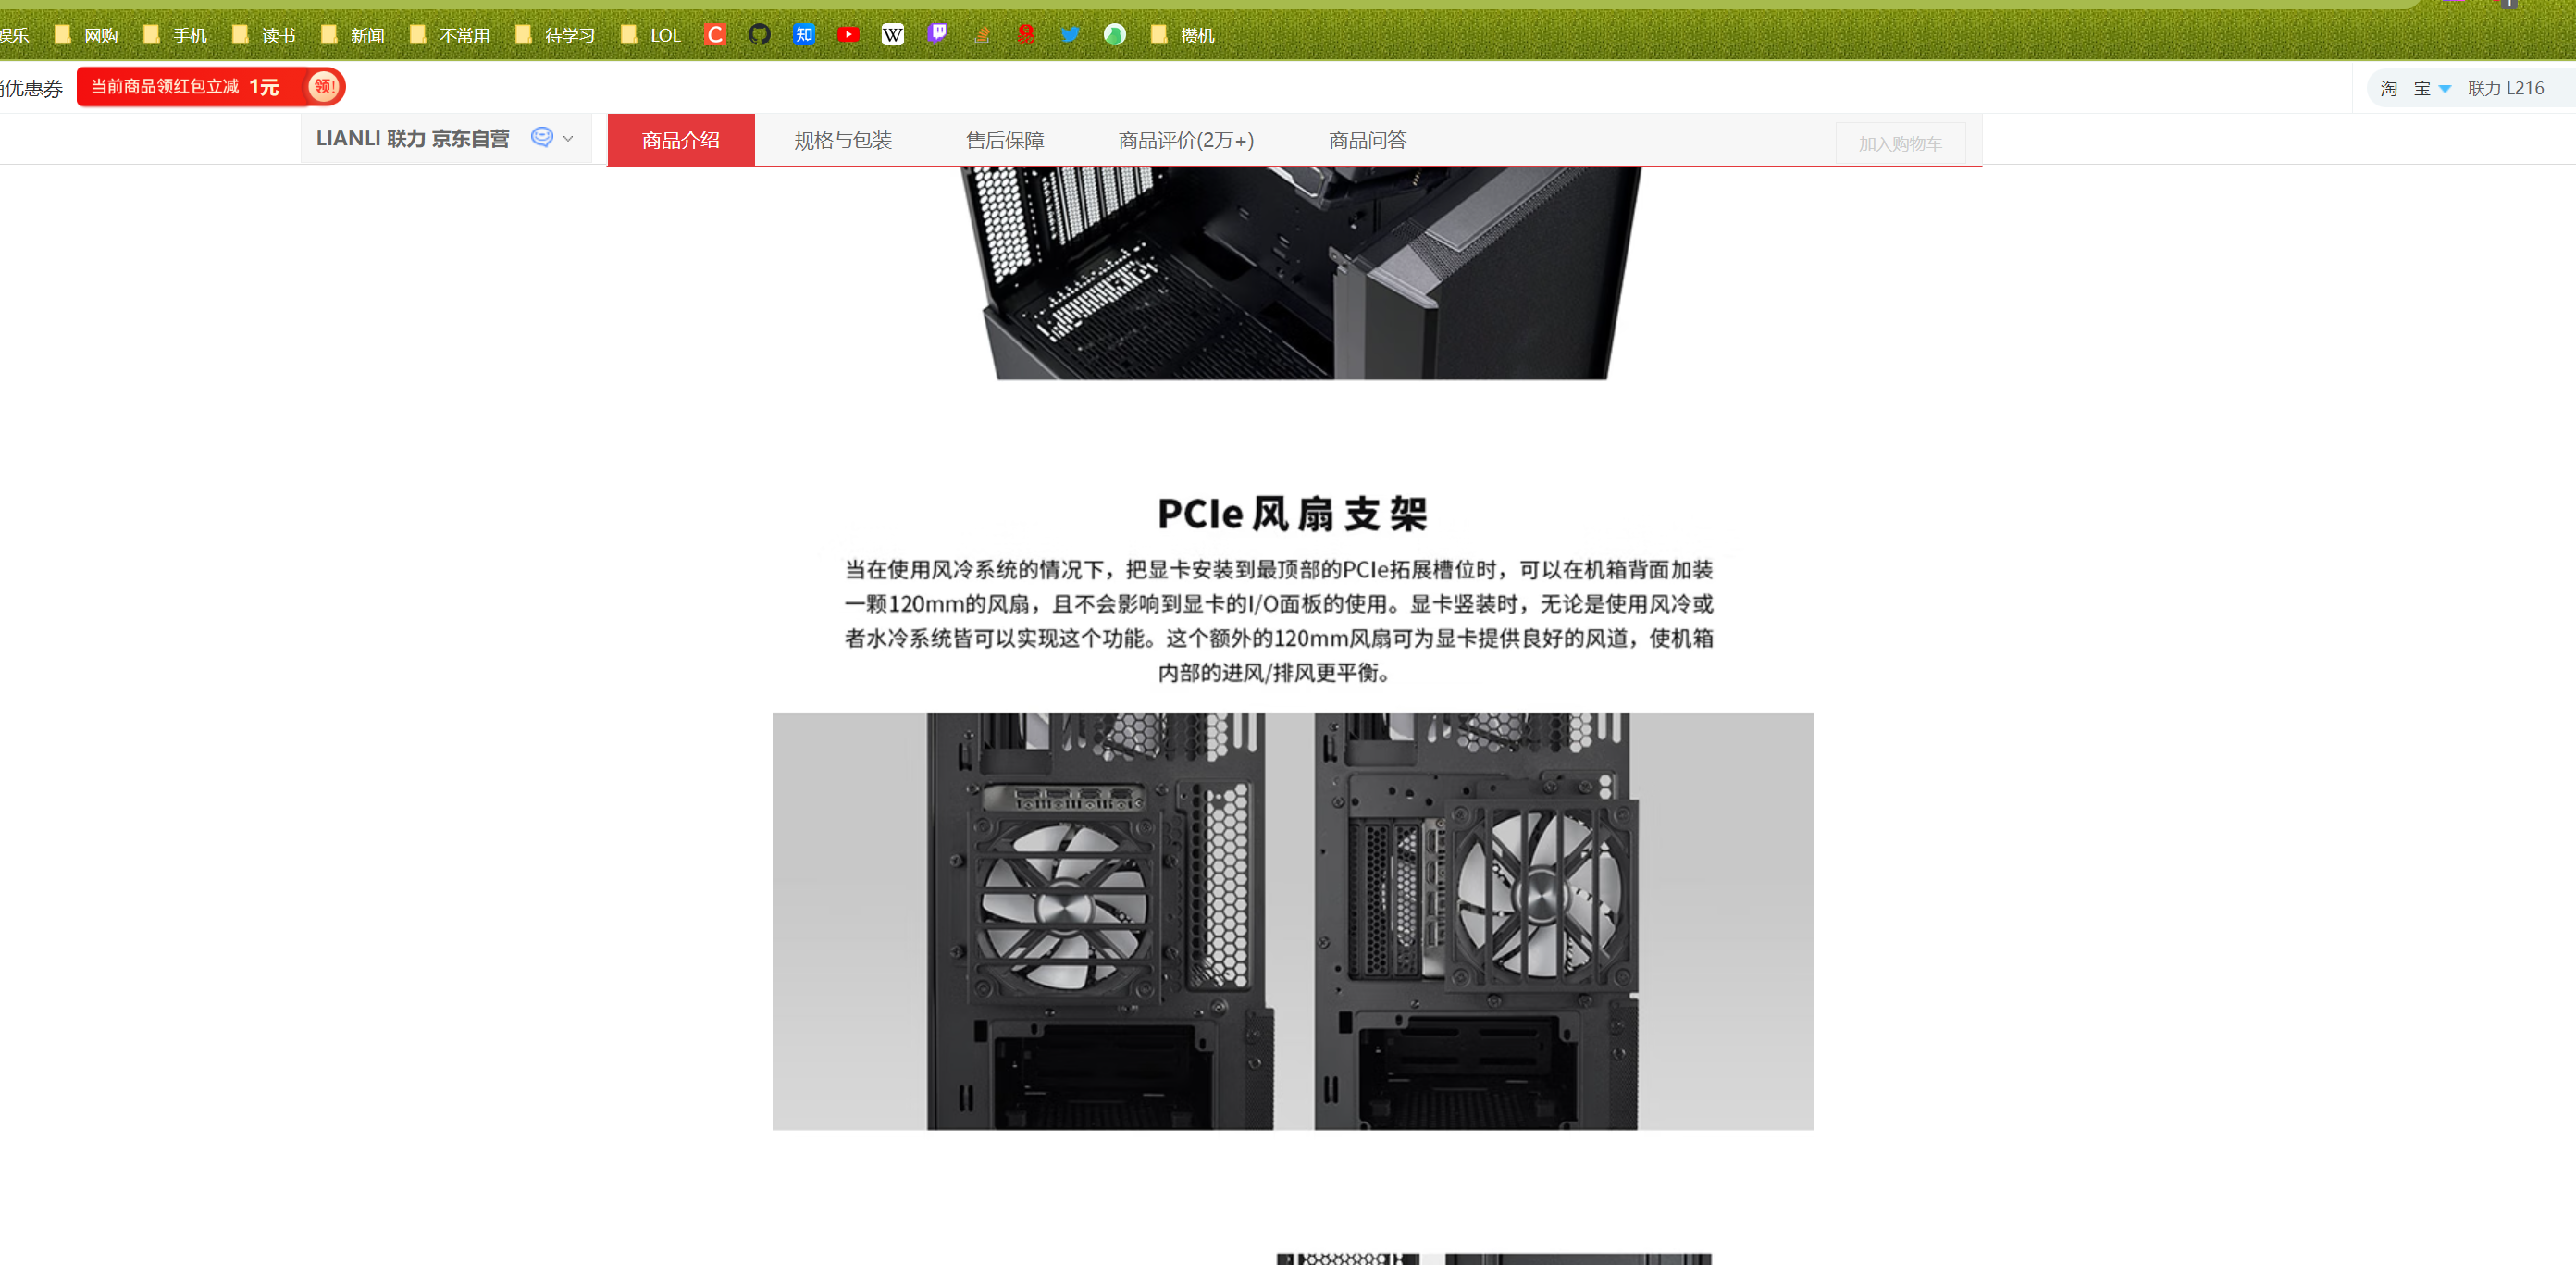 娱乐 网购 手机 读书 新闻 不常用 待学习 LOL C 知 W 攒机
优惠券 当前商品领红包立减 1元 领!
淘 宝 联力 L216
LIANLI 联力 京东自营 商品介绍 规格与包装 售后保障 商品评价(2万+) 商品问答 加入购物车
PCIe 风扇支架
当在使用风冷系统的情况下，把显卡安装到最顶部的PCIe拓展槽位时，可以在机箱背面加装
一颗120mm的风扇，且不会影响到显卡的I/O面板的使用。显卡竖装时，无论是使用风冷或
者水冷系统皆可以实现这个功能。这个额外的120mm风扇可为显卡提供良好的风道，使机箱
内部的进风/排风更平衡。